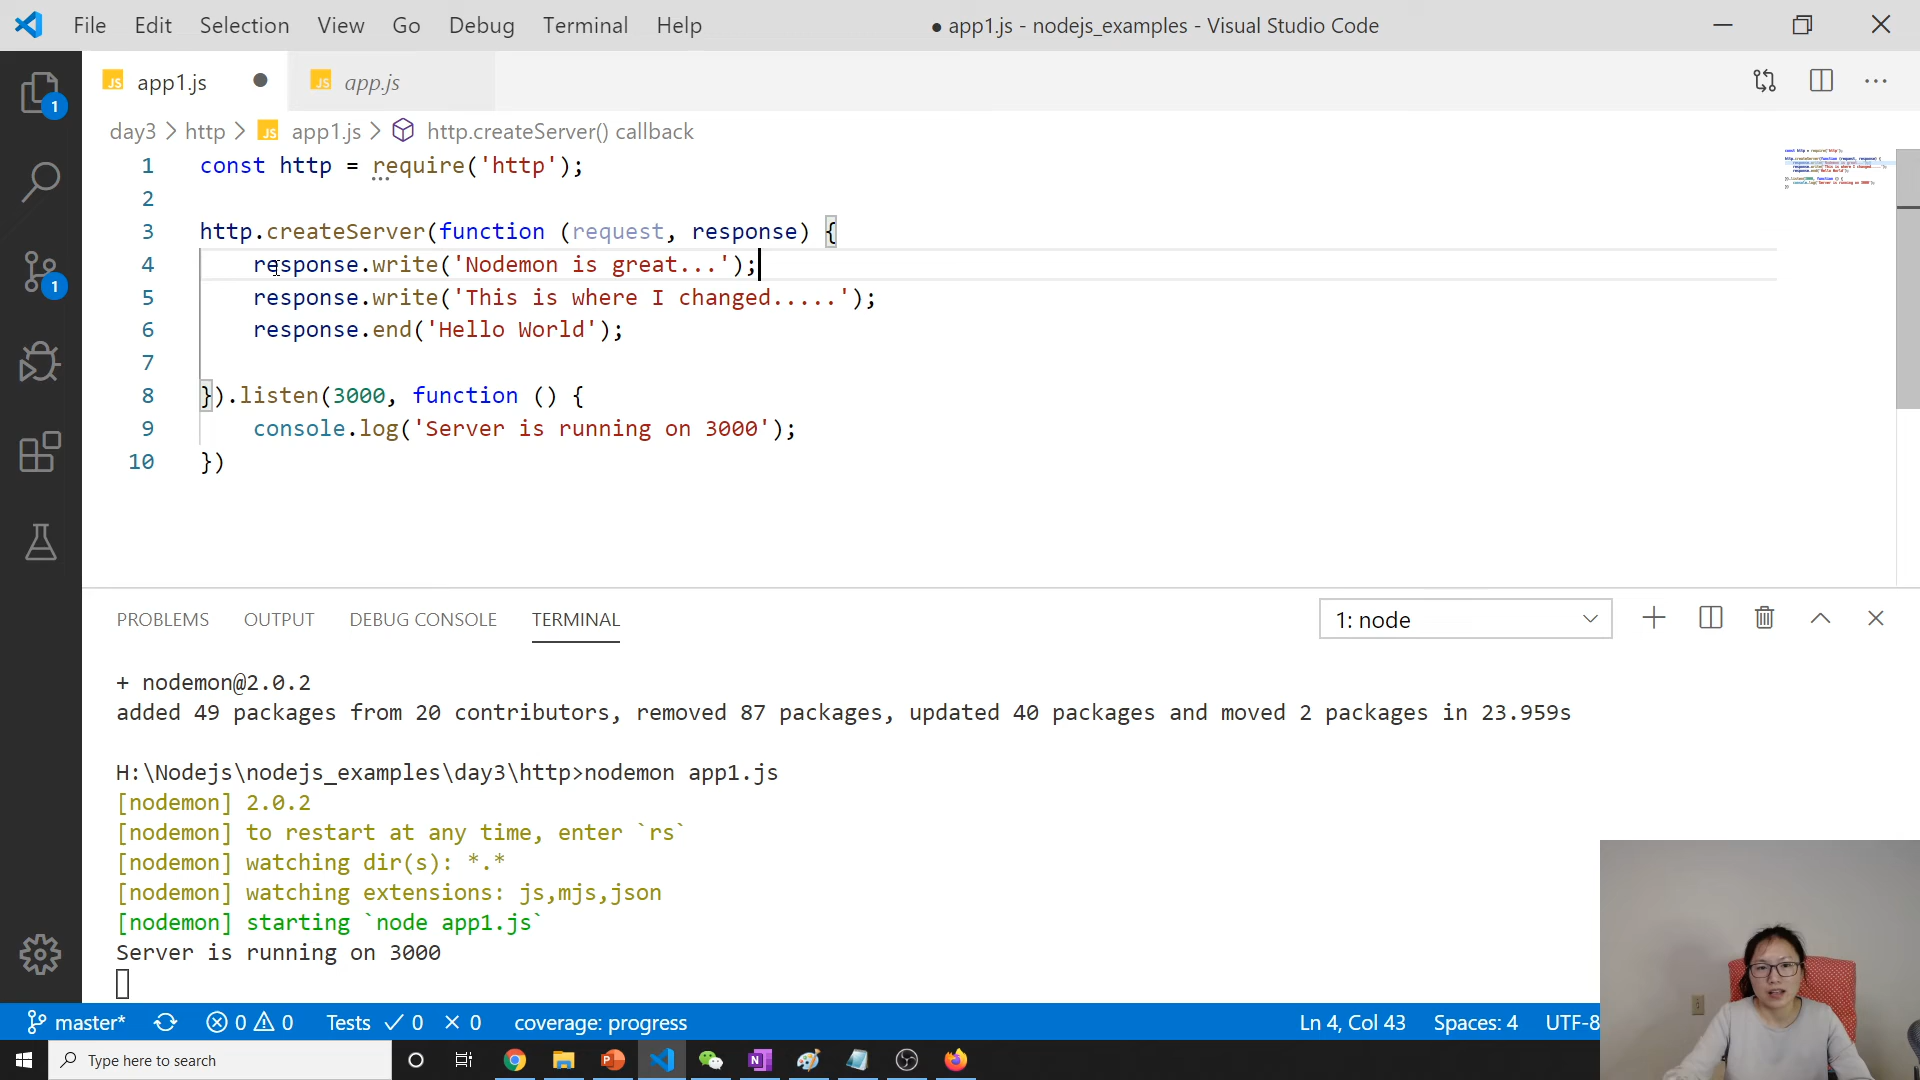 File Edit Selection View Go Debug Terminal Help ● app1.js - nodejs_examples - Visual Studio Code
JS app1.js ● JS app.js
day3 > http > JS app1.js > http.createServer() callback
1 const http = require('http');
2
3 http.createServer(function (request, response) {
4 response.write('Nodemon is great...');
5 response.write('This is where I changed.....');
6 response.end('Hello World');
7
8 }).listen(3000, function () {
9 console.log('Server is running on 3000');
10 })
1
1
PROBLEMS OUTPUT DEBUG CONSOLE TERMINAL 1: node
+ nodemon@2.0.2
added 49 packages from 20 contributors, removed 87 packages, updated 40 packages and moved 2 packages in 23.959s
H:\Nodejs\nodejs_examples\day3\http>nodemon app1.js
[nodemon] 2.0.2
[nodemon] to restart at any time, enter `rs`
[nodemon] watching dir(s): *.*
[nodemon] watching extensions: js,mjs,json
[nodemon] starting `node app1.js`
Server is running on 3000
master* 0 0 Tests ✓ 0 × 0 coverage: progress Ln 4, Col 43 Spaces: 4 UTF-8
Type here to search